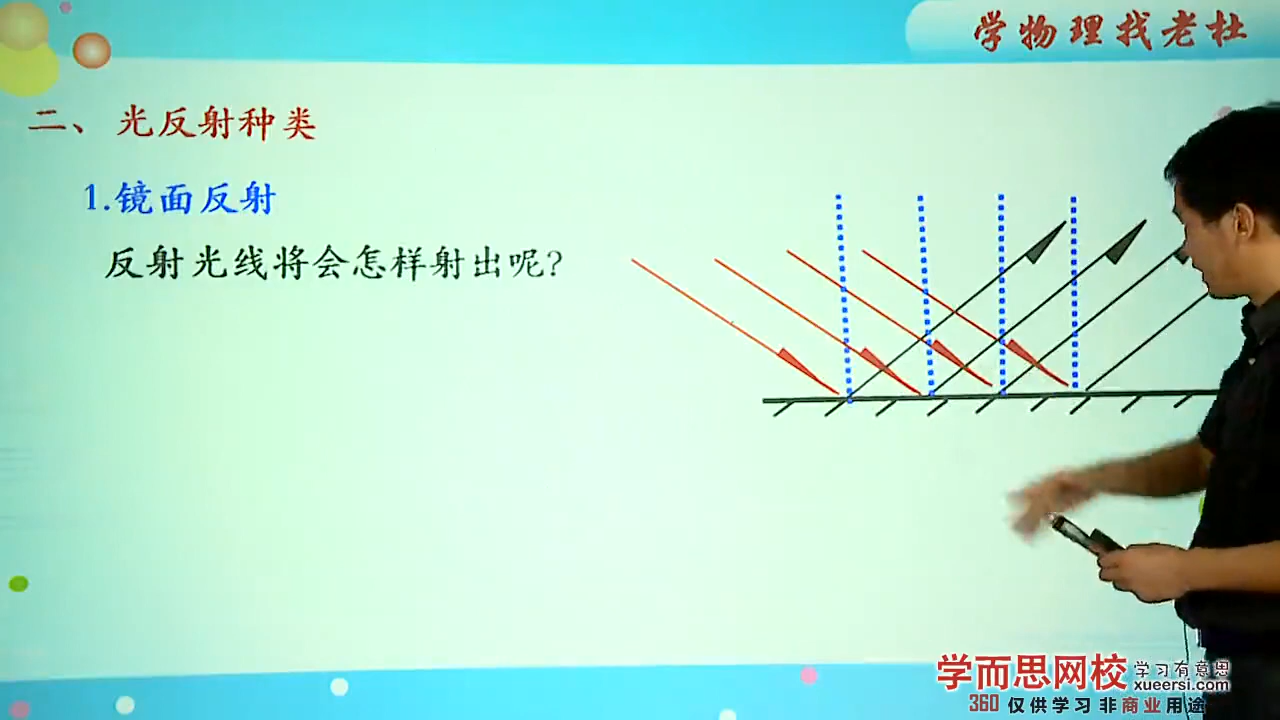 学物理找老杜
二、光反射种类
1.镜面反射
反射光线将会怎样射出呢?
学而思网校
学习有意思
xueersi.com
360 仅供学习 非商业用途